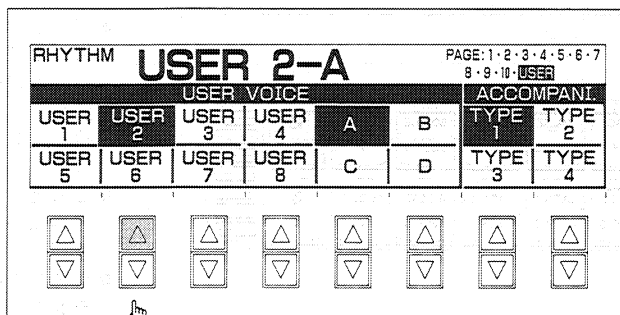 RHYTHM USER 2-A PAGE: 1 · 2 · 3 · 4 · 5 · 6 · 7
8 · 9 · 10 · USER
USER VOICE ACCOMPANI.
USER 1 USER 2 USER 3 USER 4 A B TYPE 1 TYPE 2
USER 5 USER 6 USER 7 USER 8 C D TYPE 3 TYPE 4